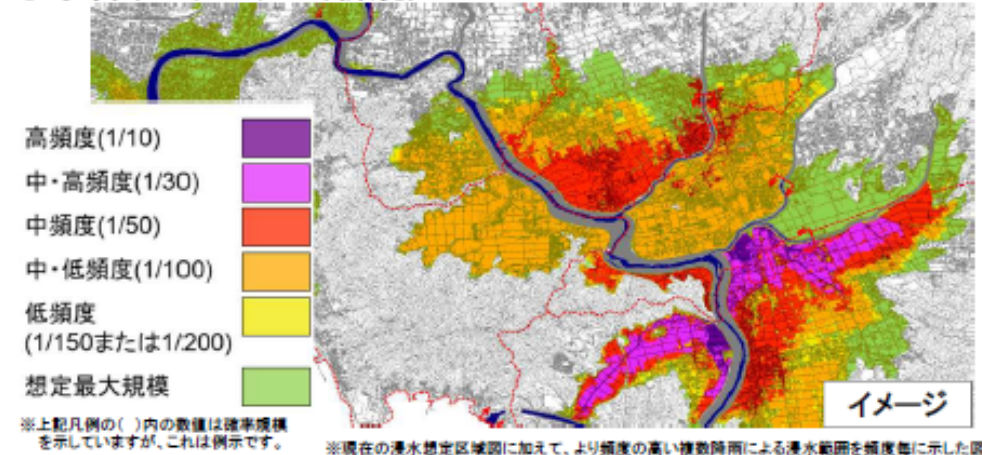 高頻度(1/10)
中・高頻度(1/30)
中頻度(1/50)
中・低頻度(1/100)
低頻度
(1/150または1/200)
想定最大規模
※上記凡例の( )内の数値は確率規模
を示していますが、これは例示です。
イメージ
※現在の浸水想定区域図に加えて、より頻度の高い複数降雨による浸水範囲を頻度毎に示した図